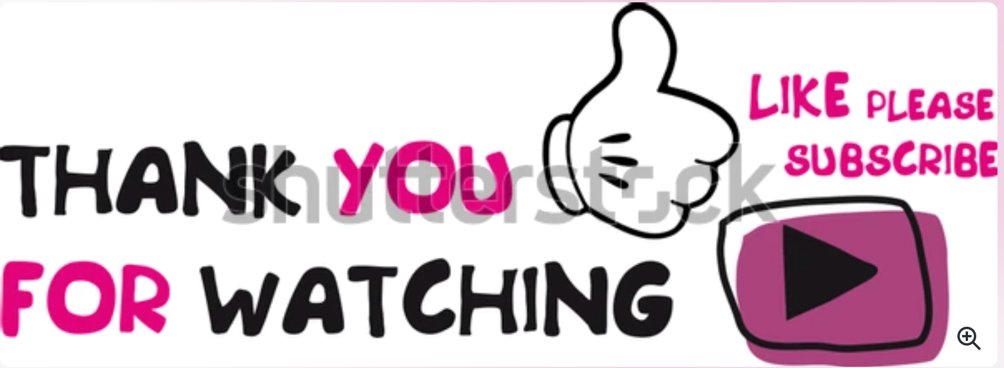 THANK YOU
FOR WATCHING
LIKE PLEASE
SUBSCRIBE
shutterstock